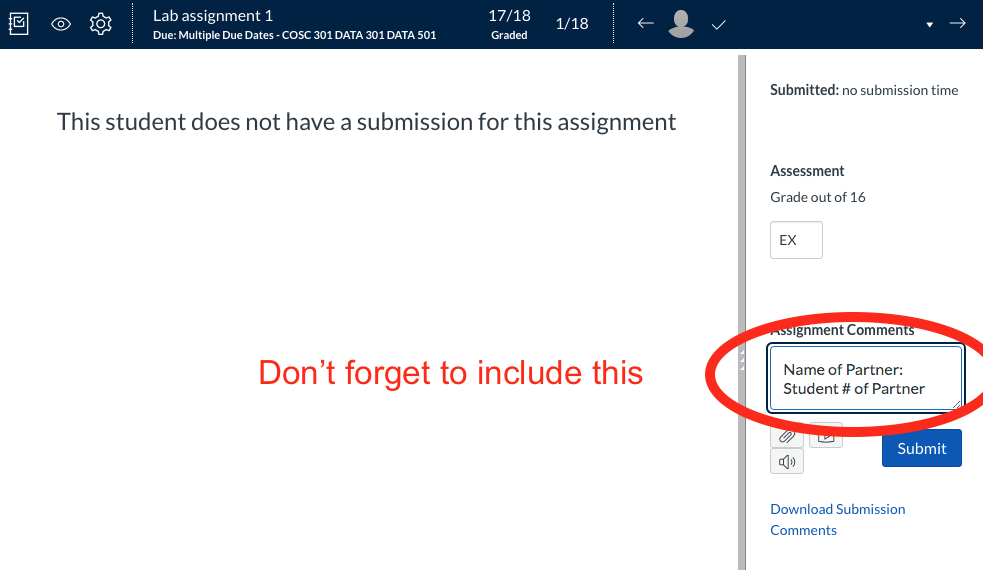 Lab assignment 1
Due: Multiple Due Dates - COSC 301 DATA 301 DATA 501
17/18
Graded
1/18
This student does not have a submission for this assignment
Submitted: no submission time
Assessment
Grade out of 16
EX
Assignment Comments
Don't forget to include this
Name of Partner:
Student # of Partner
Submit
Download Submission
Comments